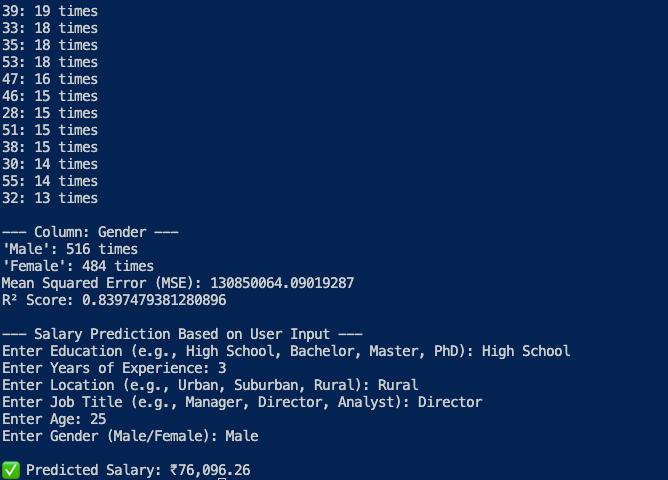 39: 19 times
33: 18 times
35: 18 times
53: 18 times
47: 16 times
46: 15 times
28: 15 times
51: 15 times
38: 15 times
30: 14 times
55: 14 times
32: 13 times
--- Column: Gender ---
'Male': 516 times
'Female': 484 times
Mean Squared Error (MSE): 130850064.09019287
R² Score: 0.8397479381280896
--- Salary Prediction Based on User Input ---
Enter Education (e.g., High School, Bachelor, Master, PhD): High School
Enter Years of Experience: 3
Enter Location (e.g., Urban, Suburban, Rural): Rural
Enter Job Title (e.g., Manager, Director, Analyst): Director
Enter Age: 25
Enter Gender (Male/Female): Male
✅ Predicted Salary: ₹76,096.26